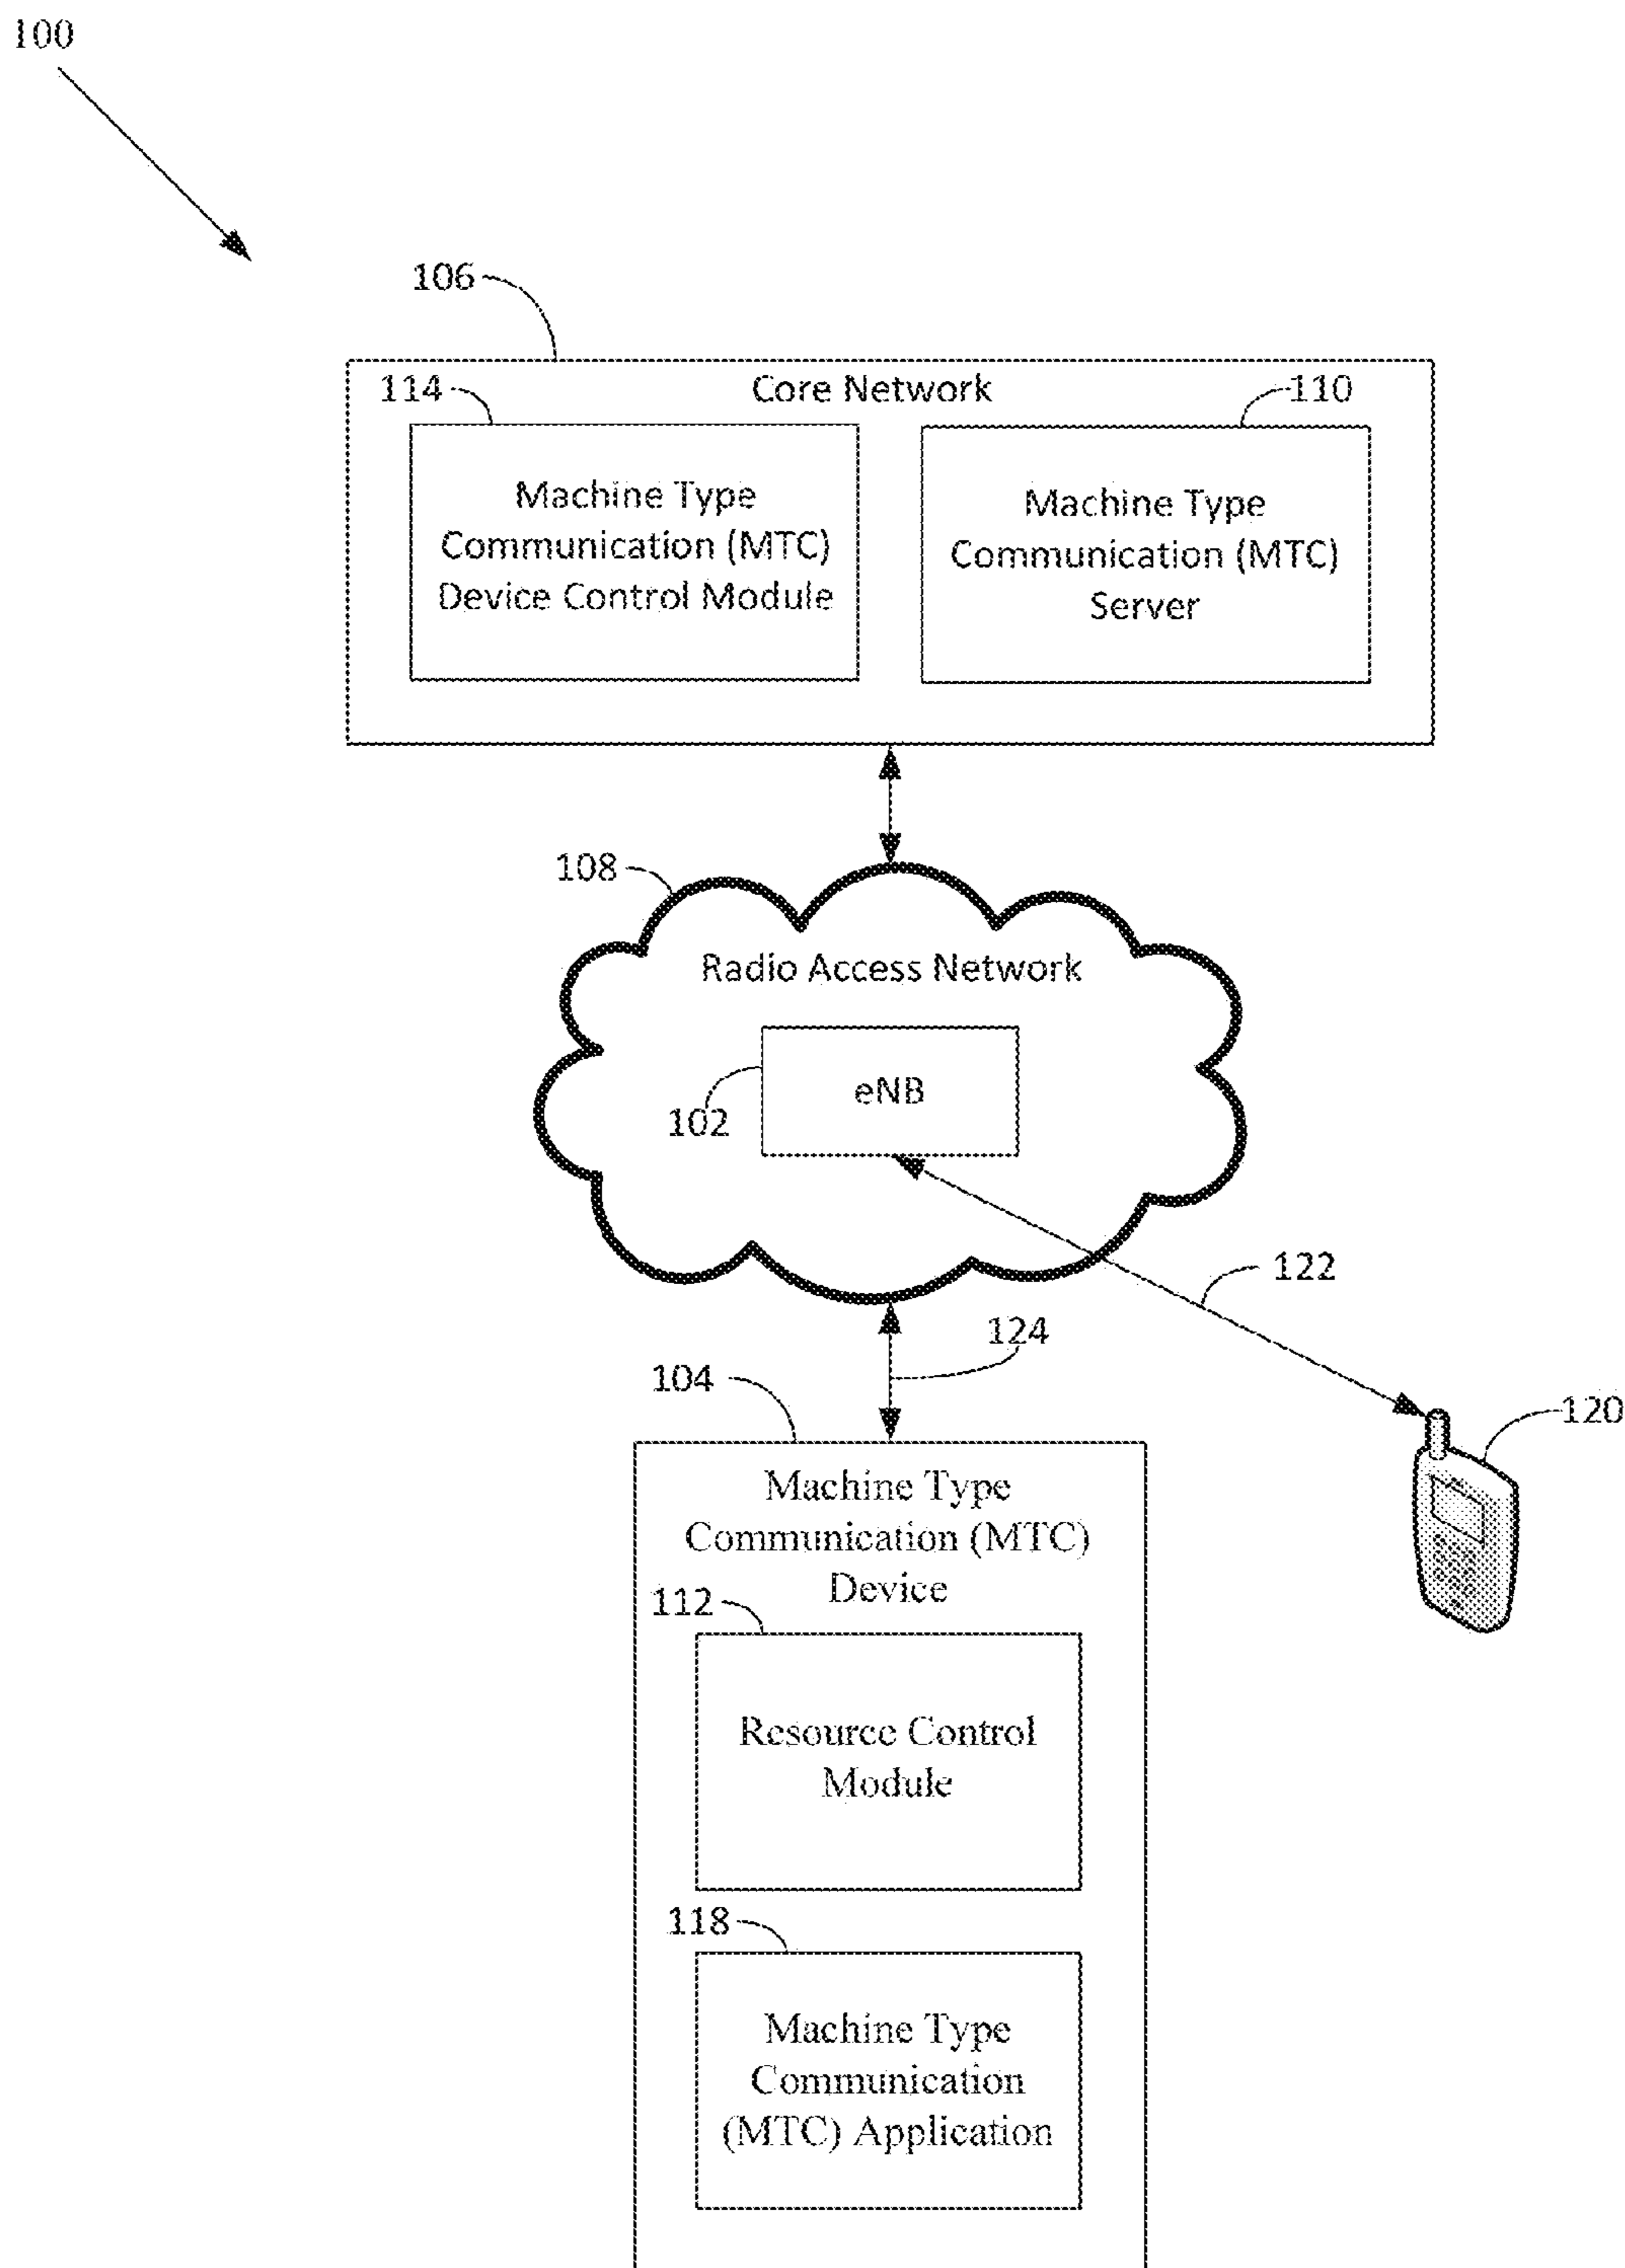 100
106
114
Core Network
110
Machine Type
Communication (MTC)
Device Control Module
Machine Type
Communication (MTC)
Server
108
Radio Access Network
eNB
102
122
124
104
120
Machine Type
Communication (MTC)
Device
112
Resource Control
Module
118
Machine Type
Communication
(MTC) Application